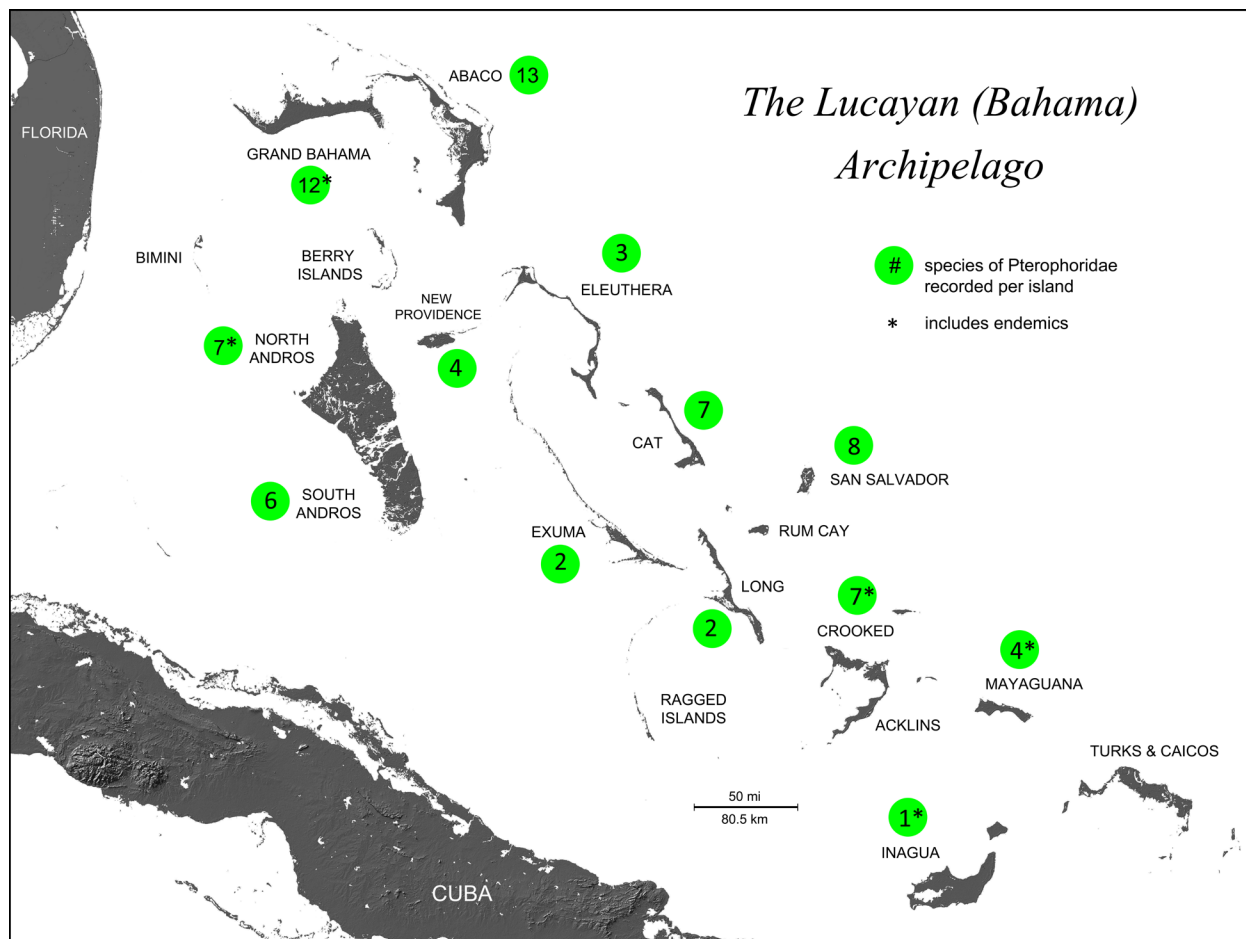 The Lucayan (Bahama)
Archipelago
# species of Pterophoridae
recorded per island
* includes endemics
FLORIDA
ABACO 13
GRAND BAHAMA
12*
BIMINI
BERRY
ISLANDS
3
ELEUTHERA
NEW
PROVIDENCE
4
7* NORTH
ANDROS
7
CAT
8
SAN SALVADOR
6 SOUTH
ANDROS
EXUMA
2
RUM CAY
LONG
2
7*
CROOKED
4*
MAYAGUANA
RAGGED
ISLANDS
ACKLINS
TURKS & CAICOS
50 mi
80.5 km
1*
INAGUA
CUBA